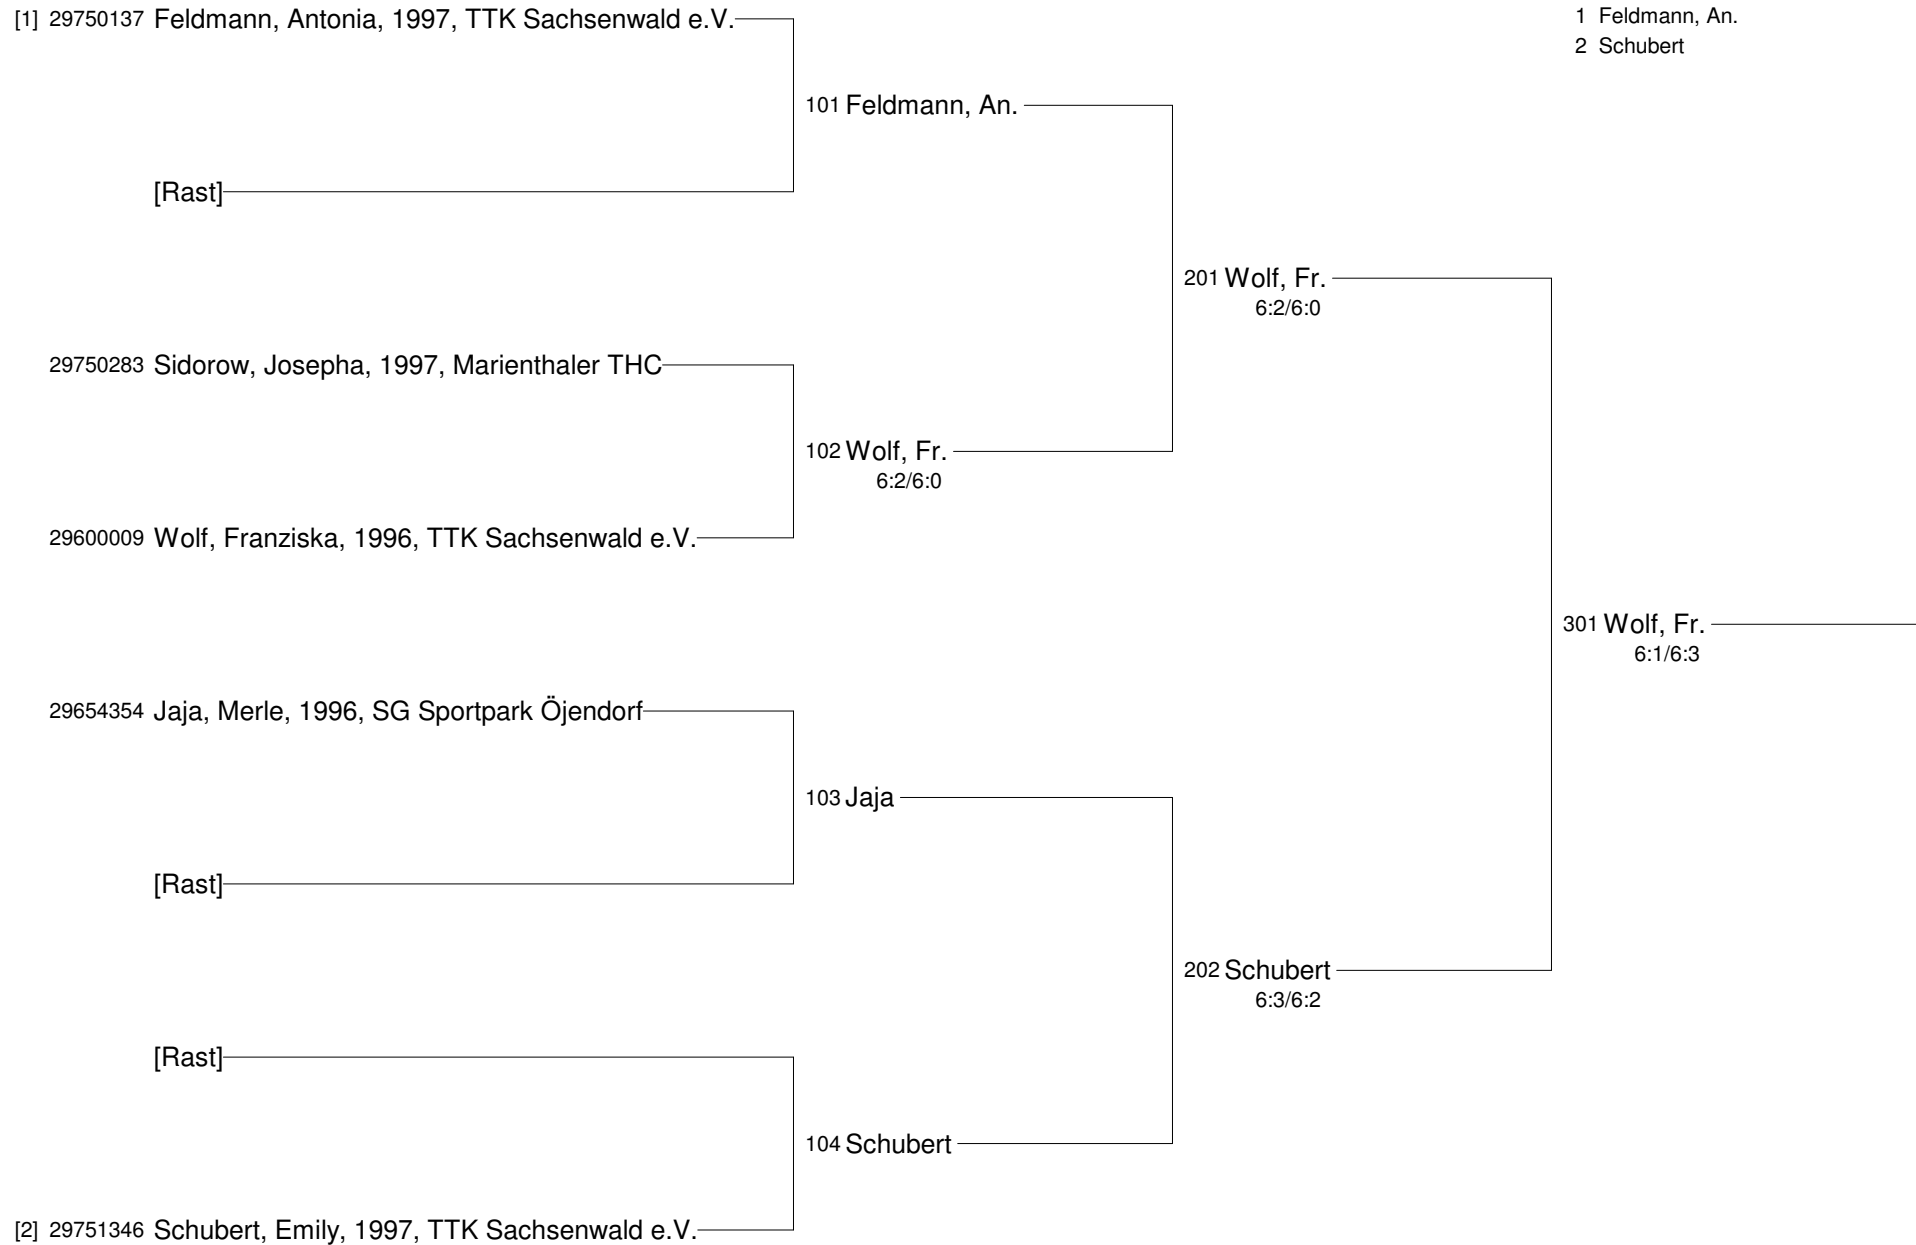 [1] 29750137 Feldmann, Antonia, 1997, TTK Sachsenwald e.V.
1 Feldmann, An.
2 Schubert
101 Feldmann, An.
[Rast]
201 Wolf, Fr.
6:2/6:0
29750283 Sidorow, Josepha, 1997, Marienthaler THC
102 Wolf, Fr.
6:2/6:0
29600009 Wolf, Franziska, 1996, TTK Sachsenwald e.V.
301 Wolf, Fr.
6:1/6:3
29654354 Jaja, Merle, 1996, SG Sportpark Öjendorf
103 Jaja
[Rast]
202 Schubert
6:3/6:2
[Rast]
104 Schubert
[2] 29751346 Schubert, Emily, 1997, TTK Sachsenwald e.V.